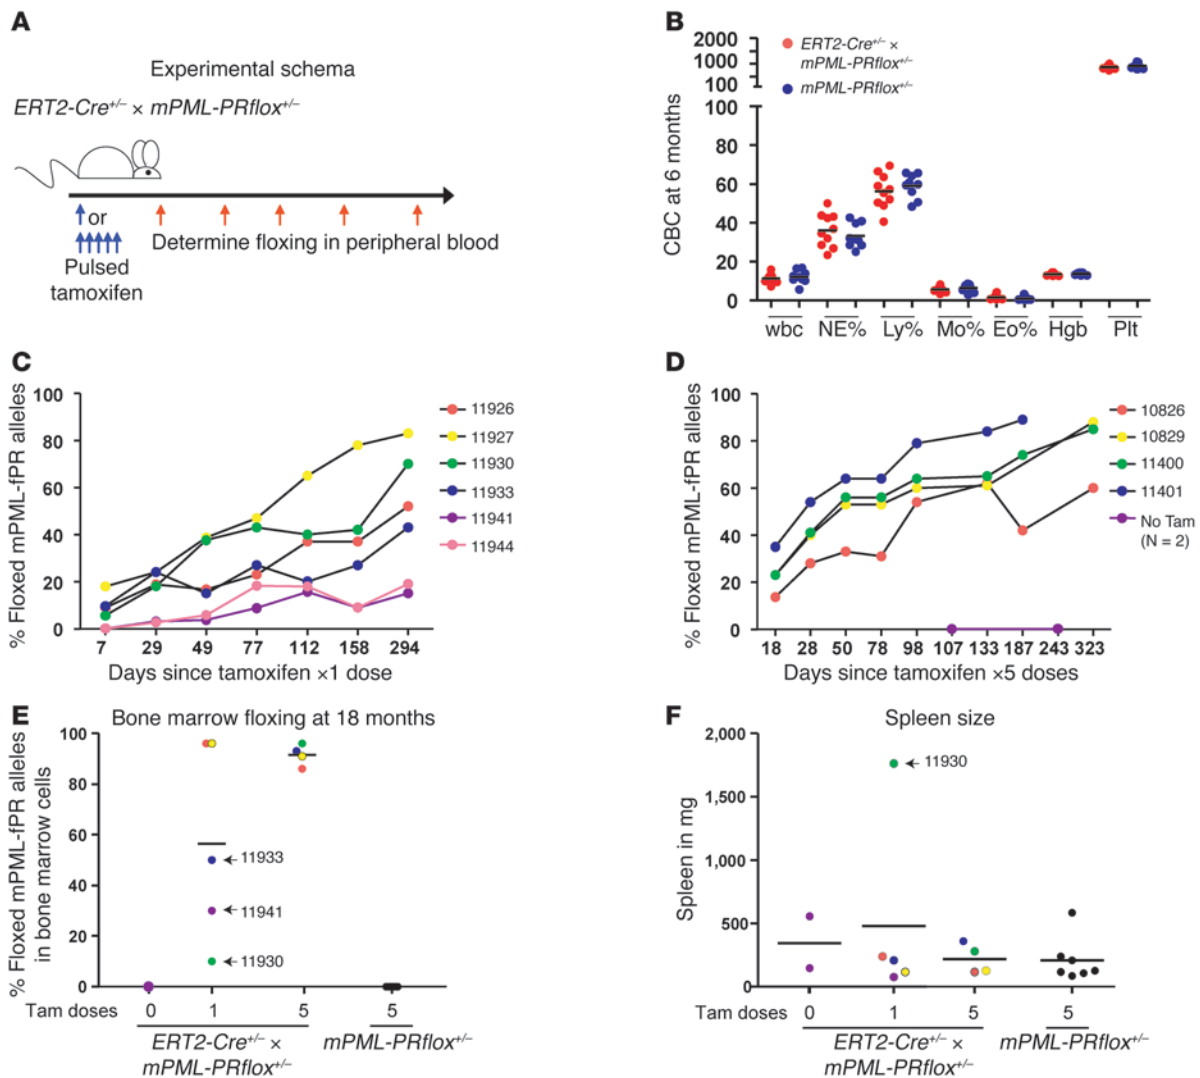 A
Experimental schema
ERT2-Cre+/− × mPML-PRflox+/−
or
Determine floxing in peripheral blood
Pulsed
tamoxifen
B
CBC at 6 months
2000
1000
100
100
80
60
40
20
0
ERT2-Cre+/− ×
mPML-PRflox+/−
mPML-PRflox+/−
wbc NE% Ly% Mo% Eo% Hgb Plt
C
% Floxed mPML-fPR alleles
100
80
60
40
20
0
7 29 49 77 112 158 294
Days since tamoxifen ×1 dose
11926
11927
11930
11933
11941
11944
D
% Floxed mPML-fPR alleles
100
80
60
40
20
0
18 28 50 78 98 107 133 187 243 323
Days since tamoxifen ×5 doses
10826
10829
11400
11401
No Tam
(N = 2)
E
Bone marrow floxing at 18 months
% Floxed mPML-fPR alleles
in bone marrow cells
100
80
60
40
20
0
11933
11941
11930
Tam doses 0 1 5 5
ERT2-Cre+/− ×
mPML-PRflox+/−
mPML-PRflox+/−
F
Spleen size
Spleen in mg
2,000
1,500
1,000
500
0
11930
Tam doses 0 1 5 5
ERT2-Cre+/− ×
mPML-PRflox+/−
mPML-PRflox+/−